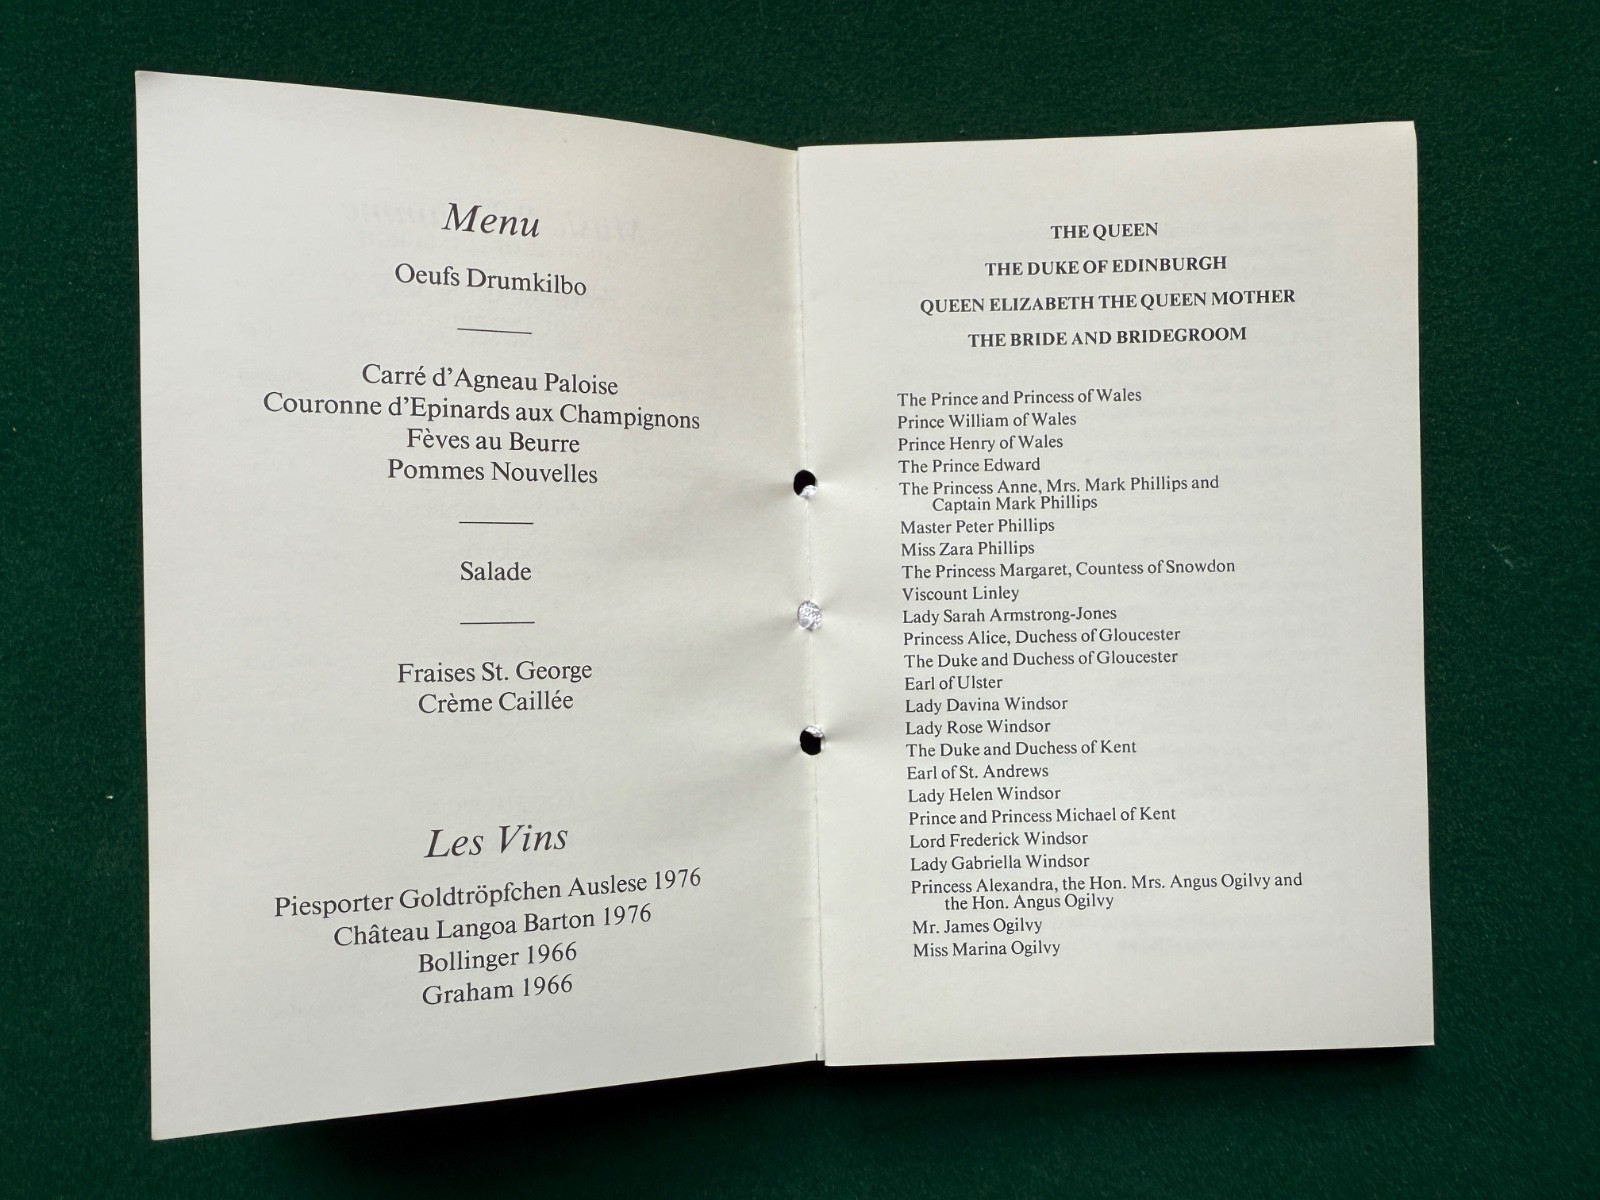 Menu
Oeufs Drumkilbo
Carré d'Agneau Paloise
Couronne d'Epinards aux Champignons
Fèves au Beurre
Pommes Nouvelles
Salade
Fraises St. George
Crème Caillée
Les Vins
Piesporter Goldtröpfchen Auslese 1976
Château Langoa Barton 1976
Bollinger 1966
Graham 1966
THE QUEEN
THE DUKE OF EDINBURGH
QUEEN ELIZABETH THE QUEEN MOTHER
THE BRIDE AND BRIDEGROOM
The Prince and Princess of Wales
Prince William of Wales
Prince Henry of Wales
The Prince Edward
The Princess Anne, Mrs. Mark Phillips and
Captain Mark Phillips
Master Peter Phillips
Miss Zara Phillips
The Princess Margaret, Countess of Snowdon
Viscount Linley
Lady Sarah Armstrong-Jones
Princess Alice, Duchess of Gloucester
The Duke and Duchess of Gloucester
Earl of Ulster
Lady Davina Windsor
Lady Rose Windsor
The Duke and Duchess of Kent
Earl of St. Andrews
Lady Helen Windsor
Prince and Princess Michael of Kent
Lord Frederick Windsor
Lady Gabriella Windsor
Princess Alexandra, the Hon. Mrs. Angus Ogilvy and
the Hon. Angus Ogilvy
Mr. James Ogilvy
Miss Marina Ogilvy